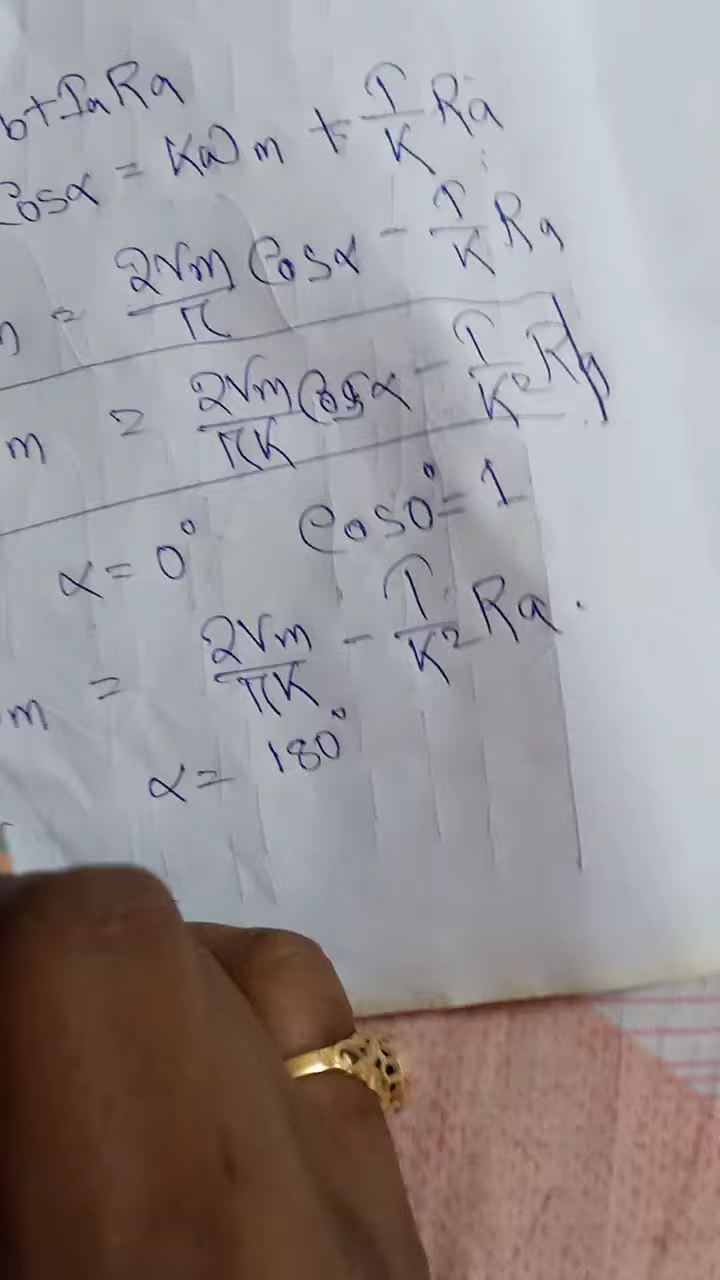 b+IaRa
Cosα = Kωm + T/K Ra
= 2Vm/π Cosα - T/K Ra
m = 2Vm/πK Cosα - T/K² Ra
α = 0° Cos0° = 1
m = 2Vm/πK - T/K² Ra.
α = 180°